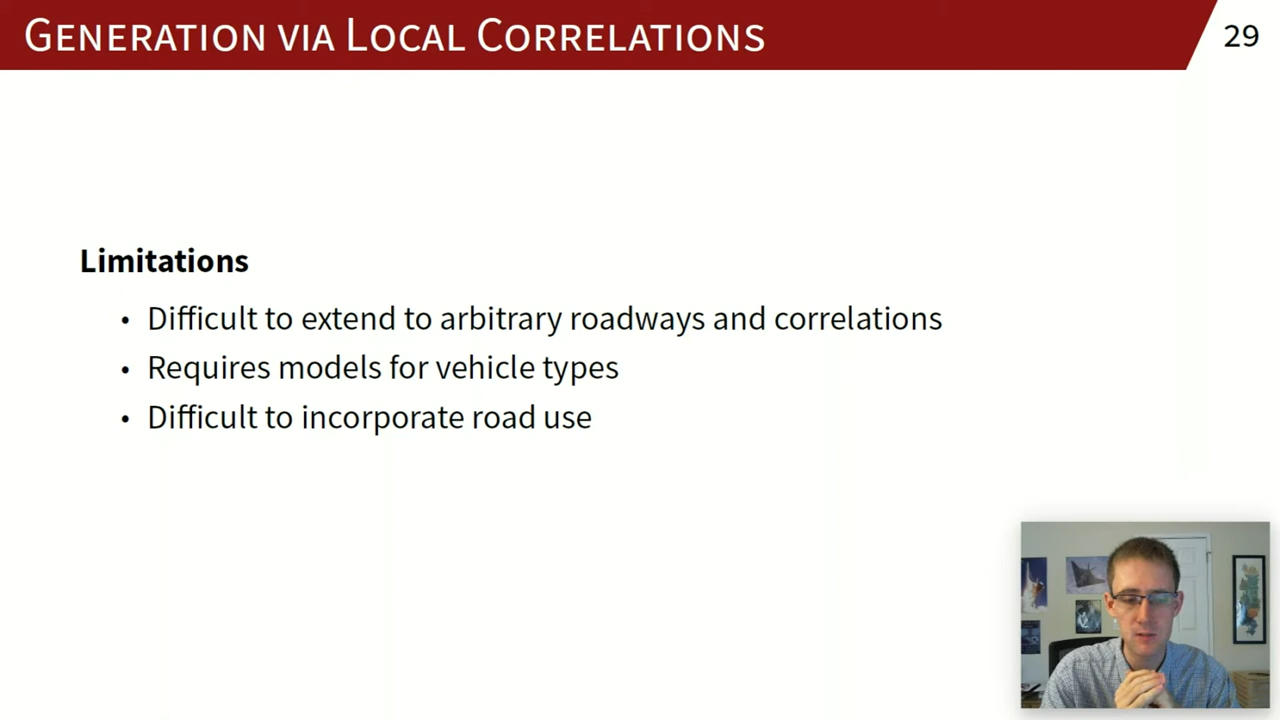 Generation via Local Correlations
29
Limitations
• Difficult to extend to arbitrary roadways and correlations
• Requires models for vehicle types
• Difficult to incorporate road use